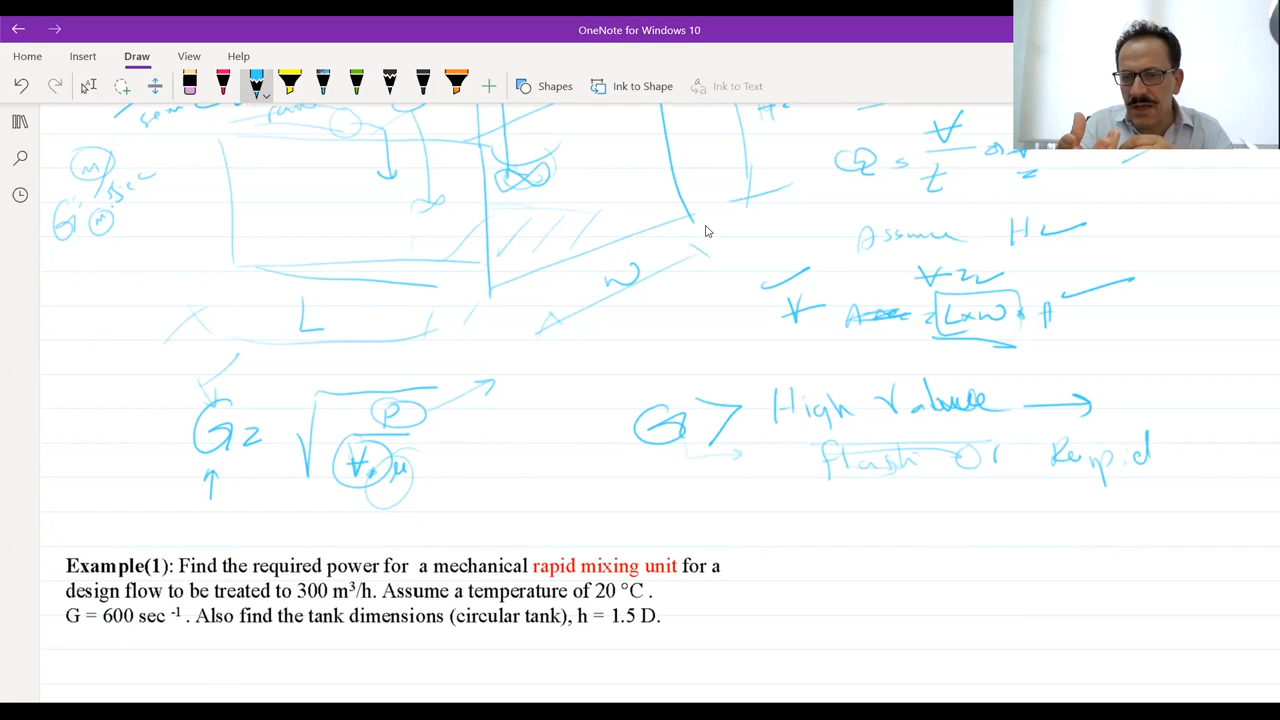 OneNote for Windows 10
Home Insert Draw View Help
Shapes Ink to Shape Ink to Text
Q = V/t or
Assume H
L
W
L x W
G = √ P / V. μ
G > High Value →
flash Or Rapid
Example(1): Find the required power for a mechanical rapid mixing unit for a
design flow to be treated to 300 m³/h. Assume a temperature of 20 °C .
G = 600 sec ⁻¹ . Also find the tank dimensions (circular tank), h = 1.5 D.